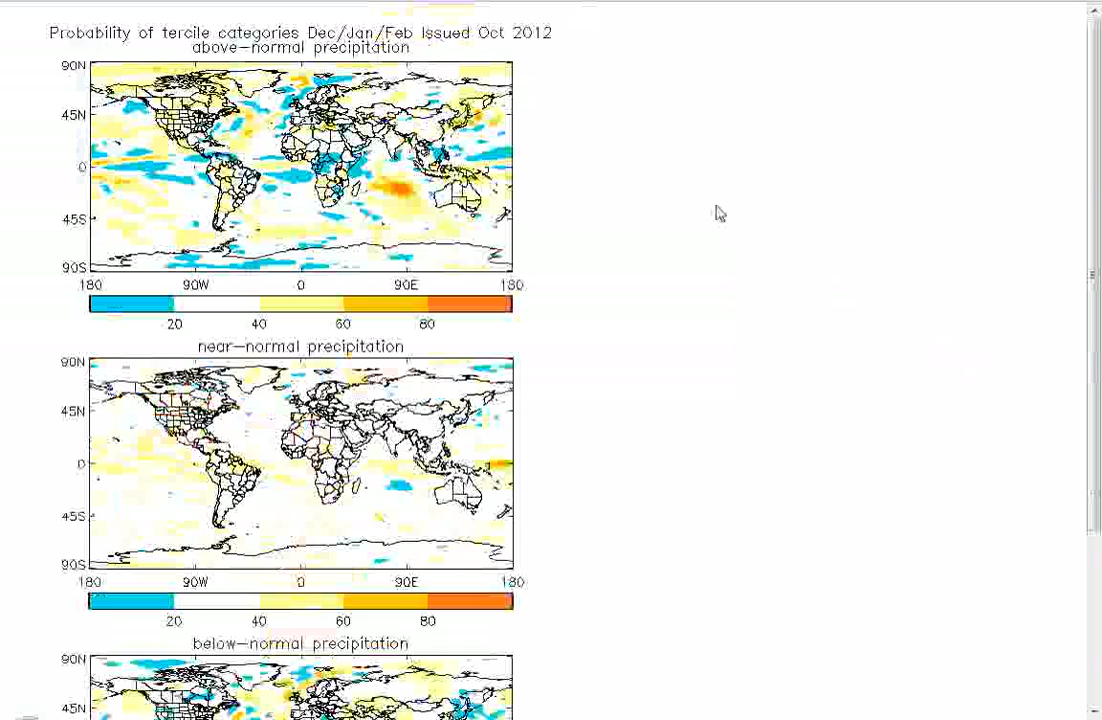 Probability of tercile categories Dec/Jan/Feb Issued Oct 2012
above-normal precipitation
90N
45N
0
45S
90S
180 90W 0 90E 180
20 40 60 80
near-normal precipitation
90N
45N
0
45S
90S
180 90W 0 90E 180
20 40 60 80
below-normal precipitation
90N
45N